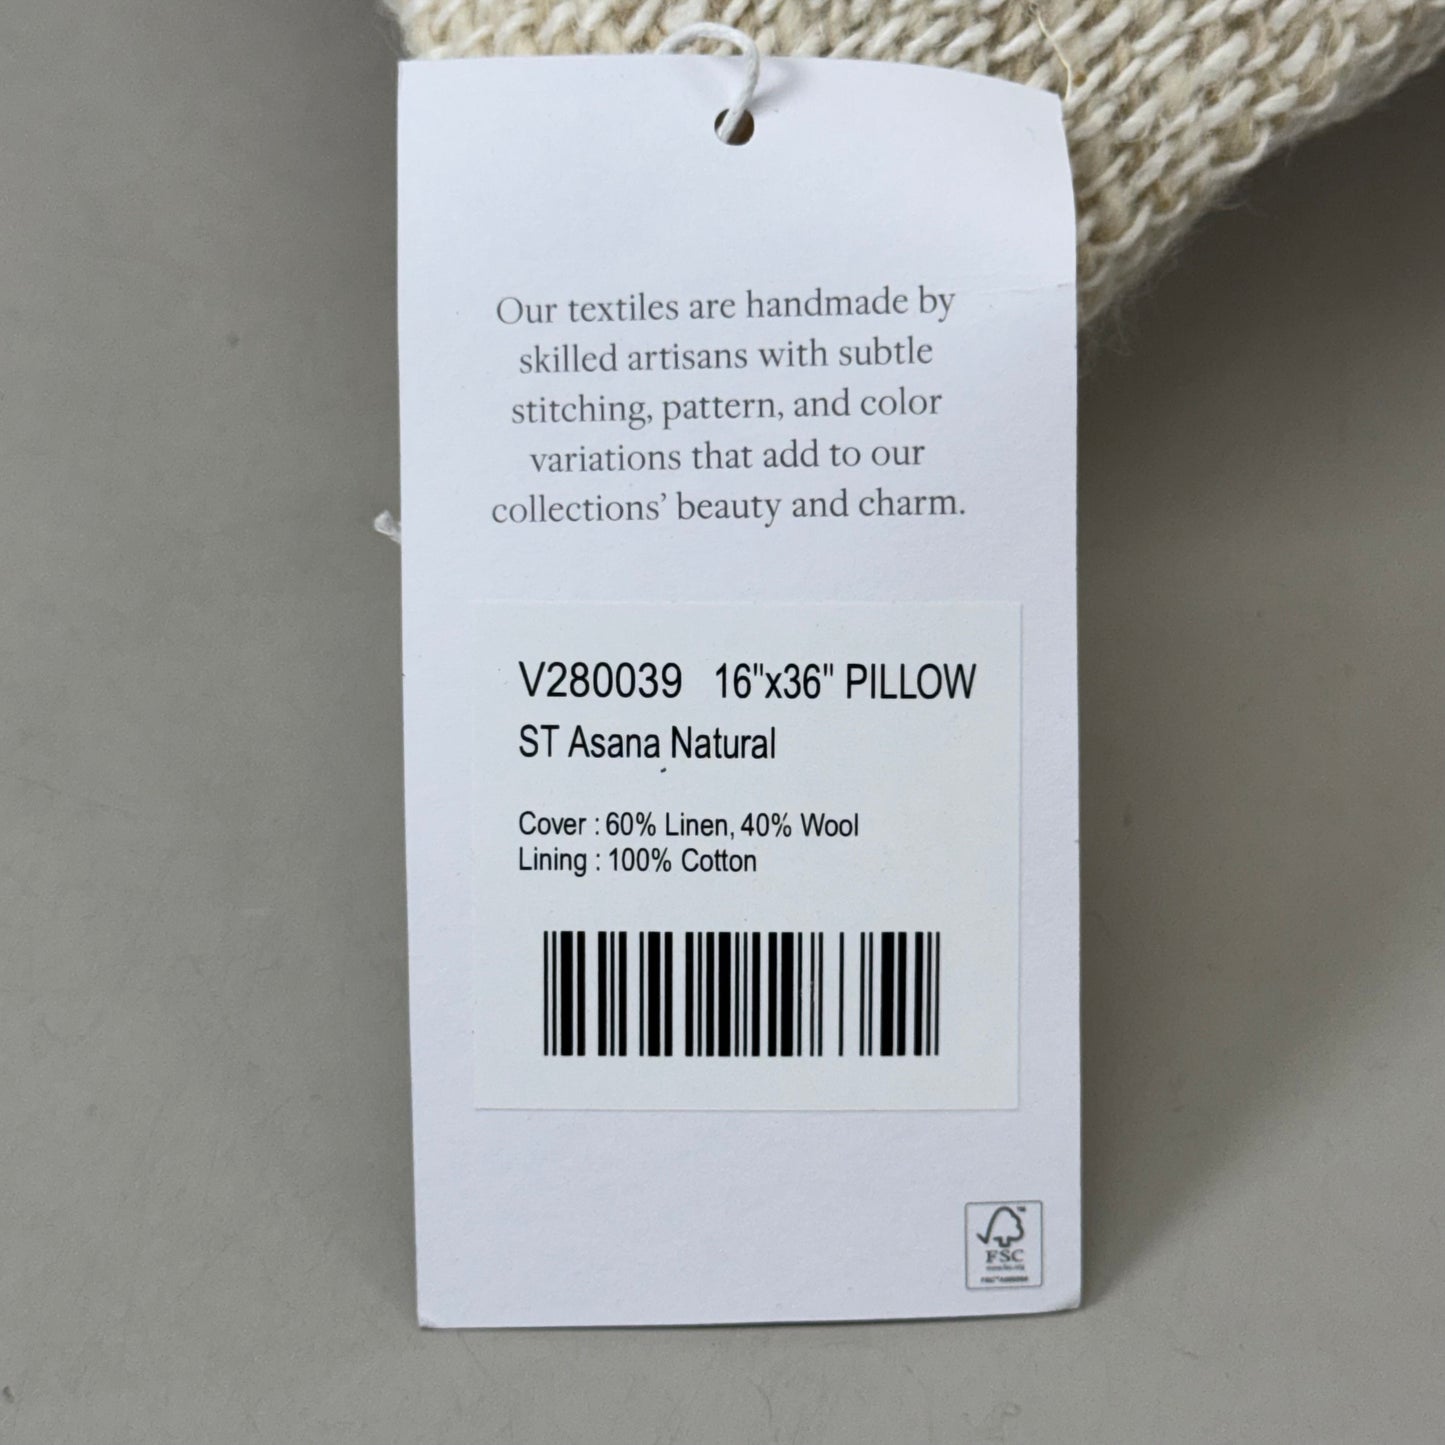 Our textiles are handmade by
skilled artisans with subtle
stitching, pattern, and color
variations that add to our
collections' beauty and charm.
V280039 16"x36" PILLOW
ST Asana Natural
Cover : 60% Linen, 40% Wool
Lining : 100% Cotton
FSC